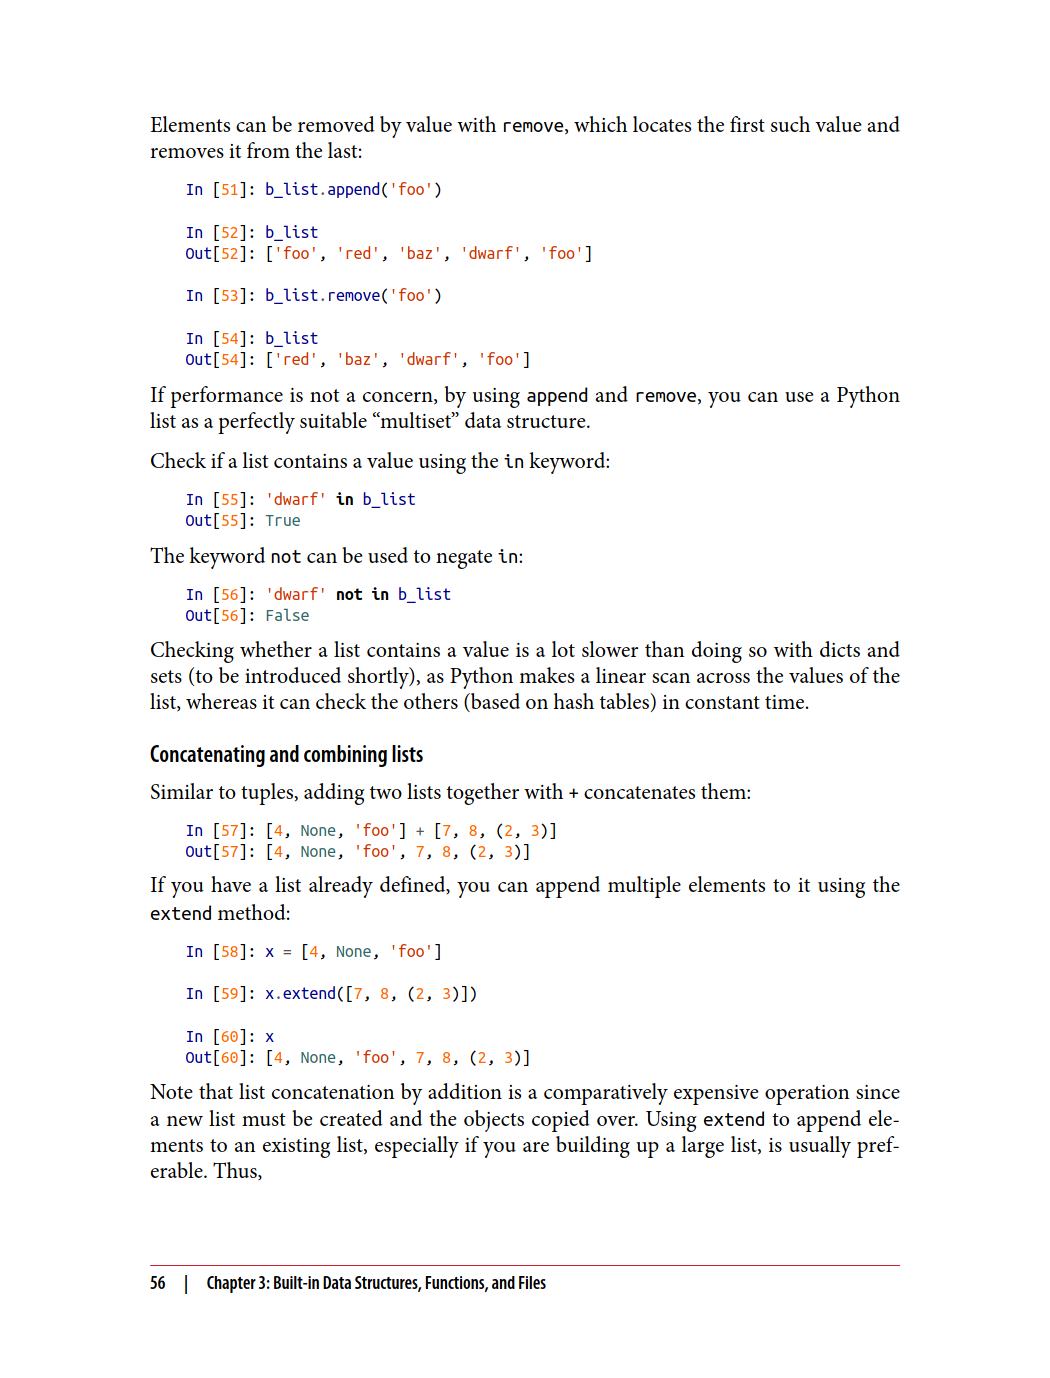 Elements can be removed by value with remove, which locates the first such value and
removes it from the last:
In [51]: b_list.append('foo')
In [52]: b_list
Out[52]: ['foo', 'red', 'baz', 'dwarf', 'foo']
In [53]: b_list.remove('foo')
In [54]: b_list
Out[54]: ['red', 'baz', 'dwarf', 'foo']
If performance is not a concern, by using append and remove, you can use a Python
list as a perfectly suitable “multiset” data structure.
Check if a list contains a value using the in keyword:
In [55]: 'dwarf' in b_list
Out[55]: True
The keyword not can be used to negate in:
In [56]: 'dwarf' not in b_list
Out[56]: False
Checking whether a list contains a value is a lot slower than doing so with dicts and
sets (to be introduced shortly), as Python makes a linear scan across the values of the
list, whereas it can check the others (based on hash tables) in constant time.
Concatenating and combining lists
Similar to tuples, adding two lists together with + concatenates them:
In [57]: [4, None, 'foo'] + [7, 8, (2, 3)]
Out[57]: [4, None, 'foo', 7, 8, (2, 3)]
If you have a list already defined, you can append multiple elements to it using the
extend method:
In [58]: x = [4, None, 'foo']
In [59]: x.extend([7, 8, (2, 3)])
In [60]: x
Out[60]: [4, None, 'foo', 7, 8, (2, 3)]
Note that list concatenation by addition is a comparatively expensive operation since
a new list must be created and the objects copied over. Using extend to append ele-
ments to an existing list, especially if you are building up a large list, is usually pref-
erable. Thus,
56 | Chapter 3: Built-in Data Structures, Functions, and Files